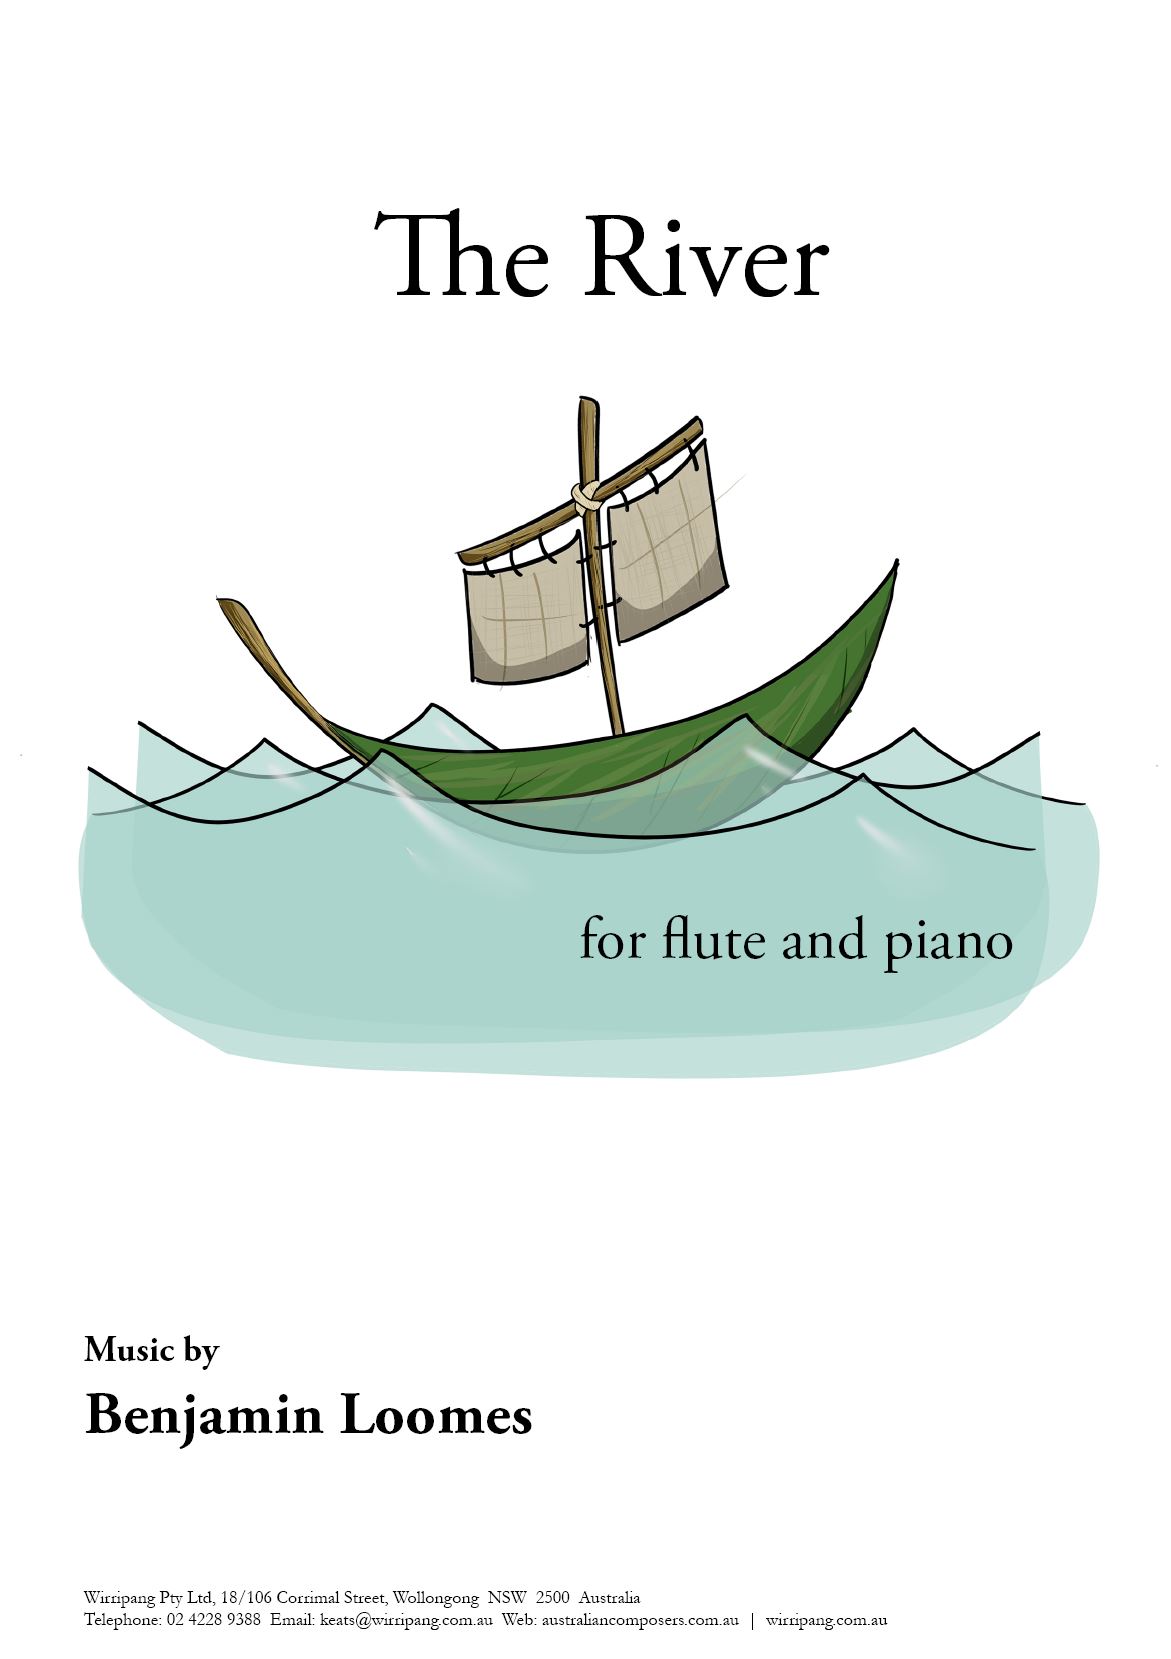 The River
for flute and piano
Music by
Benjamin Loomes
Wirripang Pty Ltd, 18/106 Corrimal Street, Wollongong NSW 2500 Australia
Telephone: 02 4228 9388 Email: keats@wirripang.com.au Web: australiancomposers.com.au | wirripang.com.au